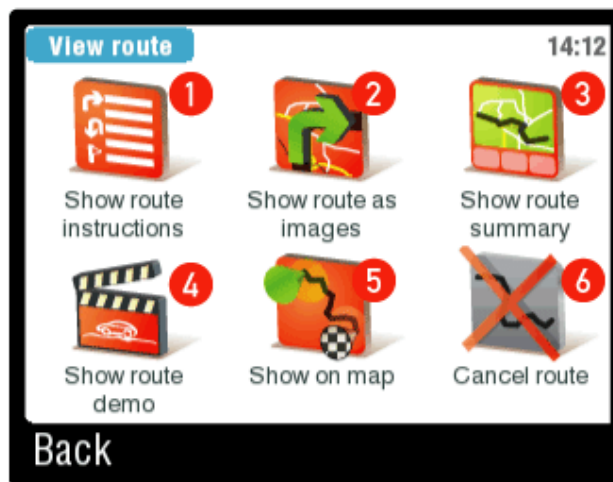 View route 14:12
1 2 3
Show route Show route as Show route
instructions images summary
4 5 6
Show route Show on map Cancel route
demo
Back